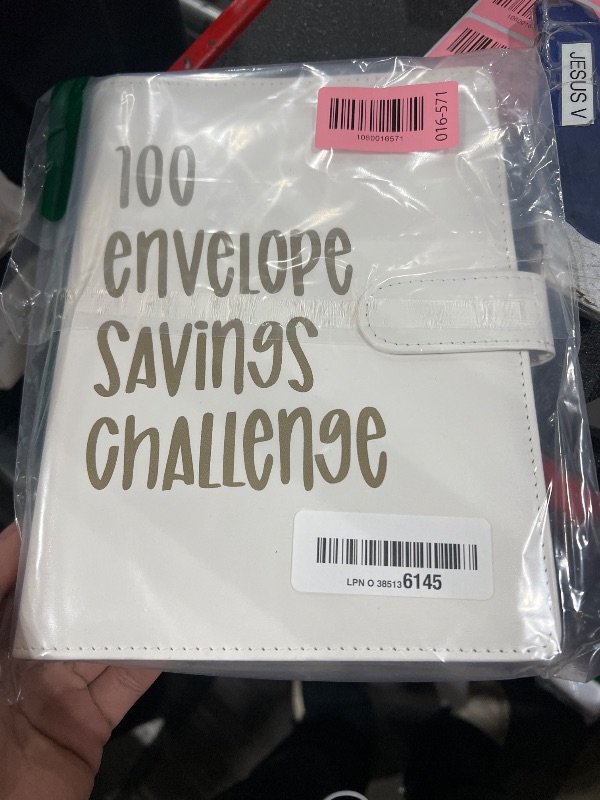 1060016571
016-571
JESUS V
100
envelope
savings
challenge
LPN O 385136145